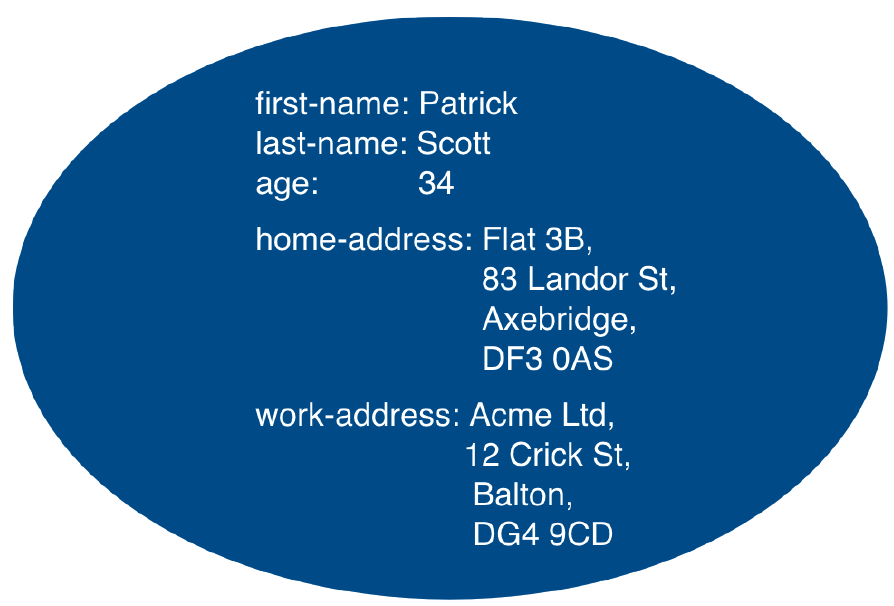 first-name: Patrick
last-name: Scott
age: 34
home-address: Flat 3B,
83 Landor St,
Axebridge,
DF3 0AS
work-address: Acme Ltd,
12 Crick St,
Balton,
DG4 9CD